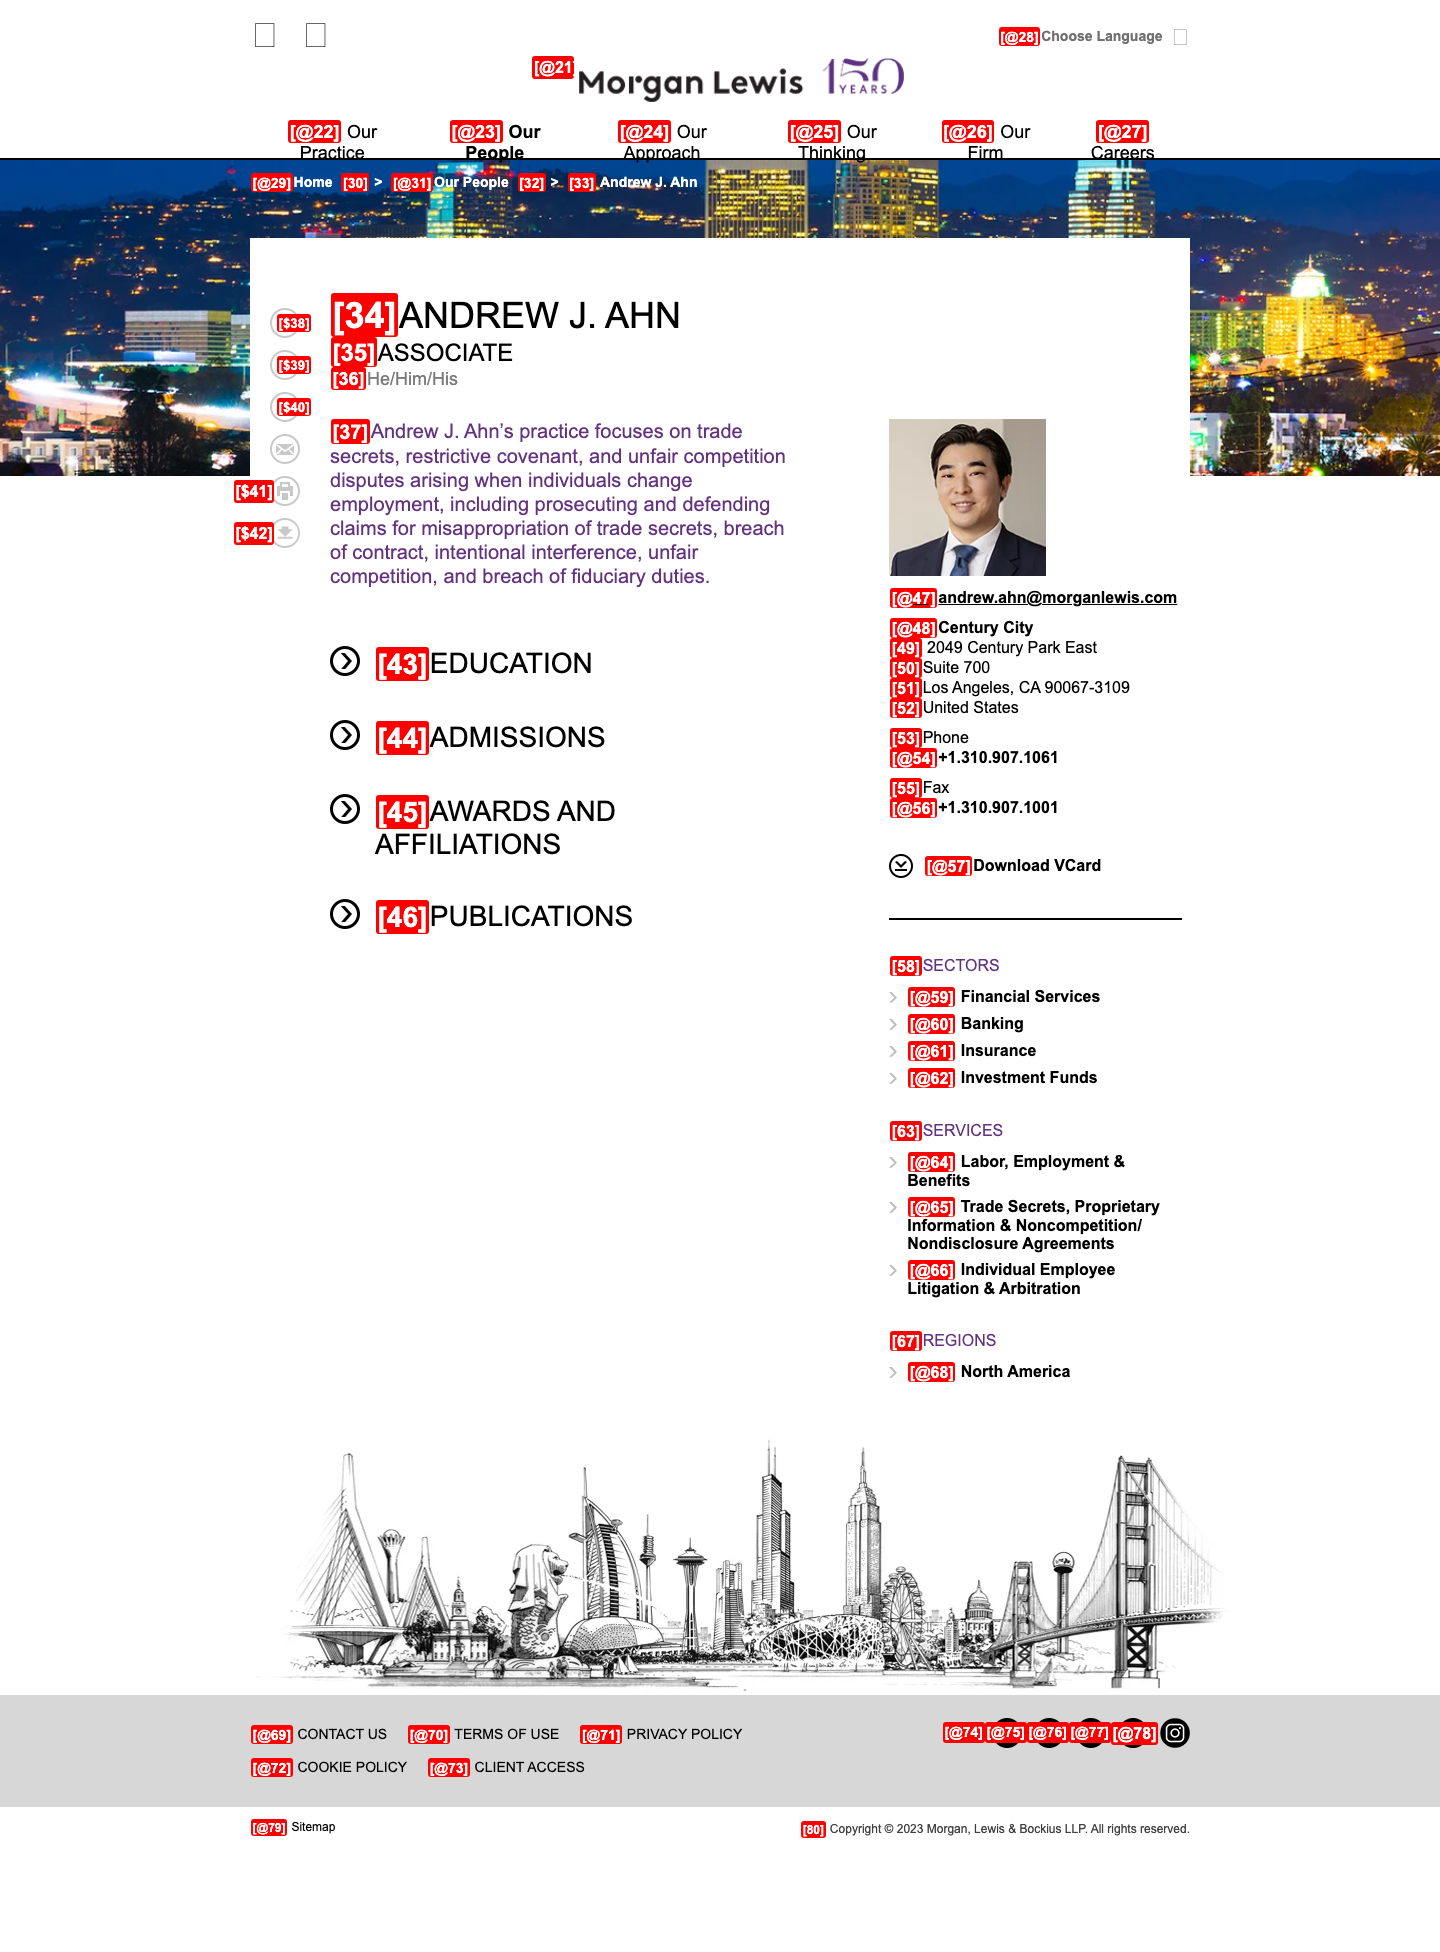 [@28]Choose Language
[@21
Morgan Lewis 150 YEARS
[@22] Our Practice
[@23] Our People
[@24] Our Approach
[@25] Our Thinking
[@26] Our Firm
[@27] Careers
[@29]Home [30] > [@31]Our People [32] > [33] Andrew J. Ahn
[34]ANDREW J. AHN
[35]ASSOCIATE
[36]He/Him/His
[$38]
[$39]
[$40]
[$41]
[$42]
[37]Andrew J. Ahn’s practice focuses on trade
secrets, restrictive covenant, and unfair competition
disputes arising when individuals change
employment, including prosecuting and defending
claims for misappropriation of trade secrets, breach
of contract, intentional interference, unfair
competition, and breach of fiduciary duties.
[43]EDUCATION
[44]ADMISSIONS
[45]AWARDS AND
AFFILIATIONS
[46]PUBLICATIONS
[@47]andrew.ahn@morganlewis.com
[@48]Century City
[49] 2049 Century Park East
[50]Suite 700
[51]Los Angeles, CA 90067-3109
[52]United States
[53]Phone
[@54]+1.310.907.1061
[55]Fax
[@56]+1.310.907.1001
[@57]Download VCard
[58]SECTORS
[@59] Financial Services
[@60] Banking
[@61] Insurance
[@62] Investment Funds
[63]SERVICES
[@64] Labor, Employment &
Benefits
[@65] Trade Secrets, Proprietary
Information & Noncompetition/
Nondisclosure Agreements
[@66] Individual Employee
Litigation & Arbitration
[67]REGIONS
[@68] North America
[@69] CONTACT US [@70] TERMS OF USE [@71] PRIVACY POLICY
[@72] COOKIE POLICY [@73] CLIENT ACCESS
[@74] [@75] [@76] [@77] [@78]
[@79] Sitemap
[80] Copyright © 2023 Morgan, Lewis & Bockius LLP. All rights reserved.